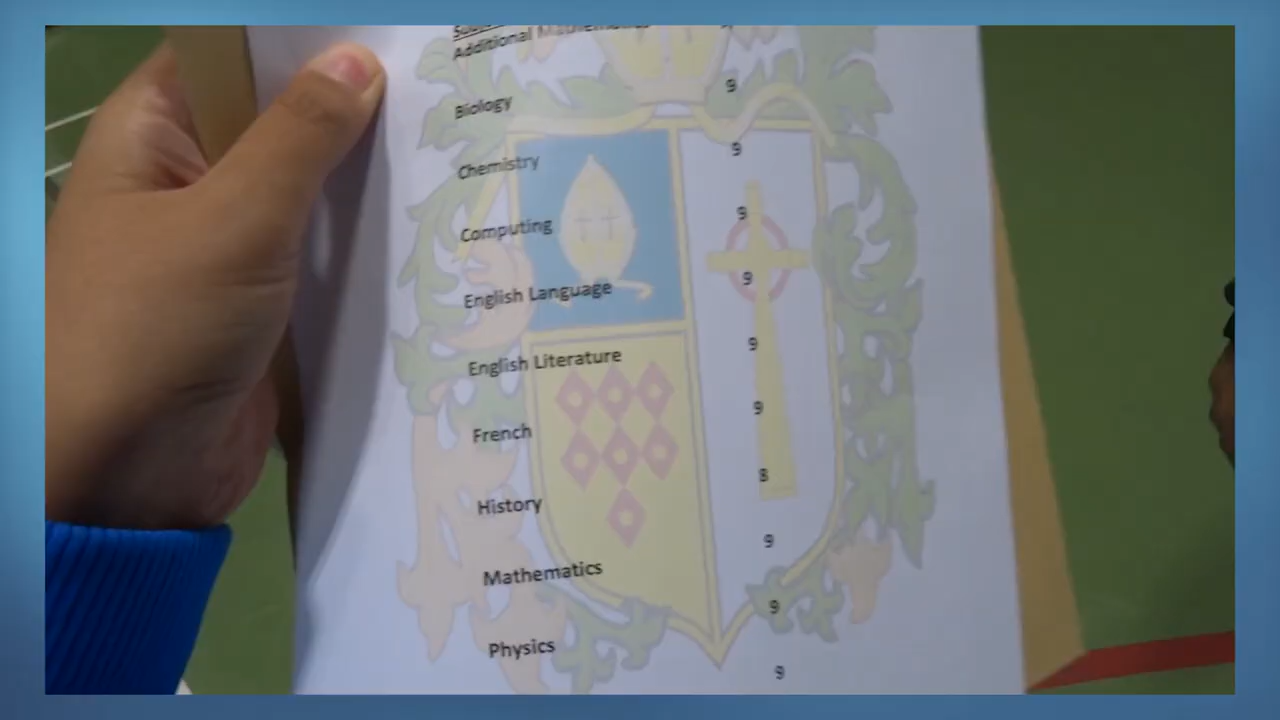 Additional Mathematics
Biology 9
Chemistry 9
Computing 9
English Language 9
English Literature 9
French 9
History 8
Mathematics 9
Physics 9
9